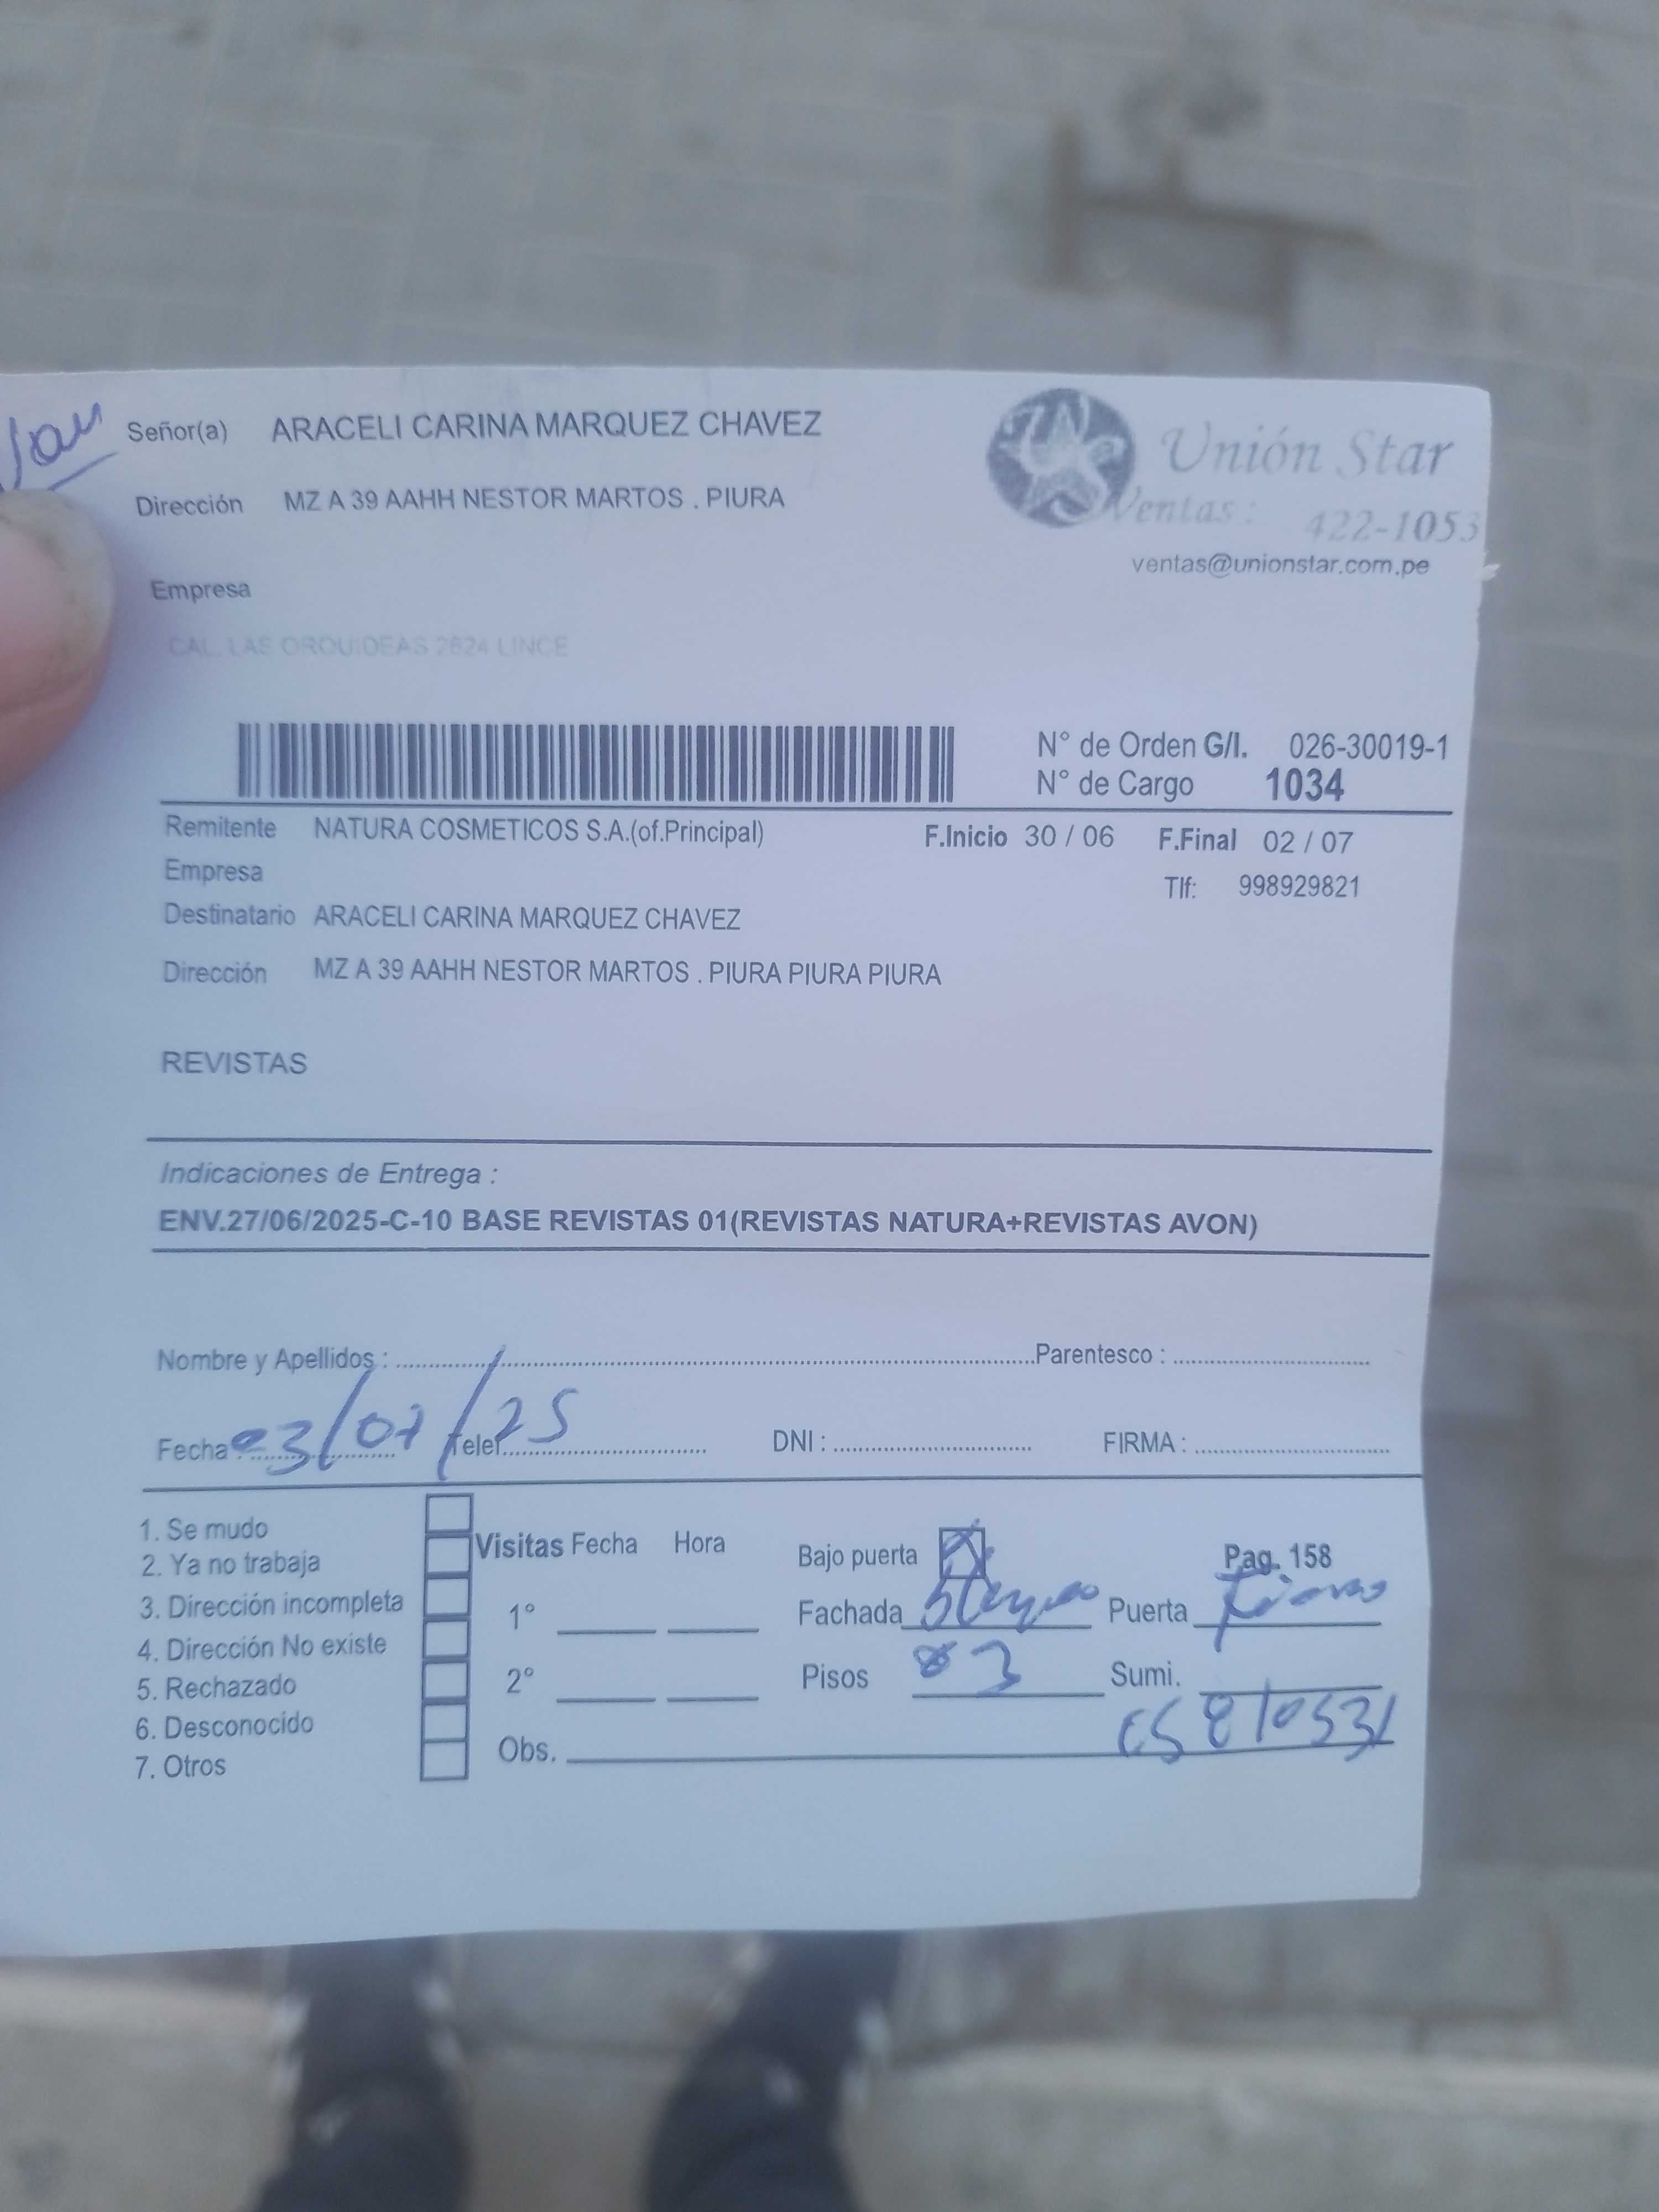 Señor(a) ARACELI CARINA MARQUEZ CHAVEZ
Unión Star
Dirección MZ A 39 AAHH NESTOR MARTOS . PIURA
Ventas : 422-1053
ventas@unionstar.com.pe
Empresa
CAL. LAS ORQUIDEAS 2624 LINCE
N° de Orden G/I. 026-30019-1
N° de Cargo 1034
Remitente NATURA COSMETICOS S.A.(of.Principal) F.Inicio 30 / 06 F.Final 02 / 07
Empresa Tlf: 998929821
Destinatario ARACELI CARINA MARQUEZ CHAVEZ
Dirección MZ A 39 AAHH NESTOR MARTOS . PIURA PIURA PIURA
REVISTAS
Indicaciones de Entrega :
ENV.27/06/2025-C-10 BASE REVISTAS 01(REVISTAS NATURA+REVISTAS AVON)
Nombre y Apellidos : Parentesco :
Fecha : 03/07/25 Telef. DNI : FIRMA :
1. Se mudo
2. Ya no trabaja
3. Dirección incompleta
4. Dirección No existe
5. Rechazado
6. Desconocido
7. Otros
Visitas Fecha Hora
1°
2°
Obs.
Bajo puerta Pag. 158
Fachada Puerta
Pisos 3 Sumi.